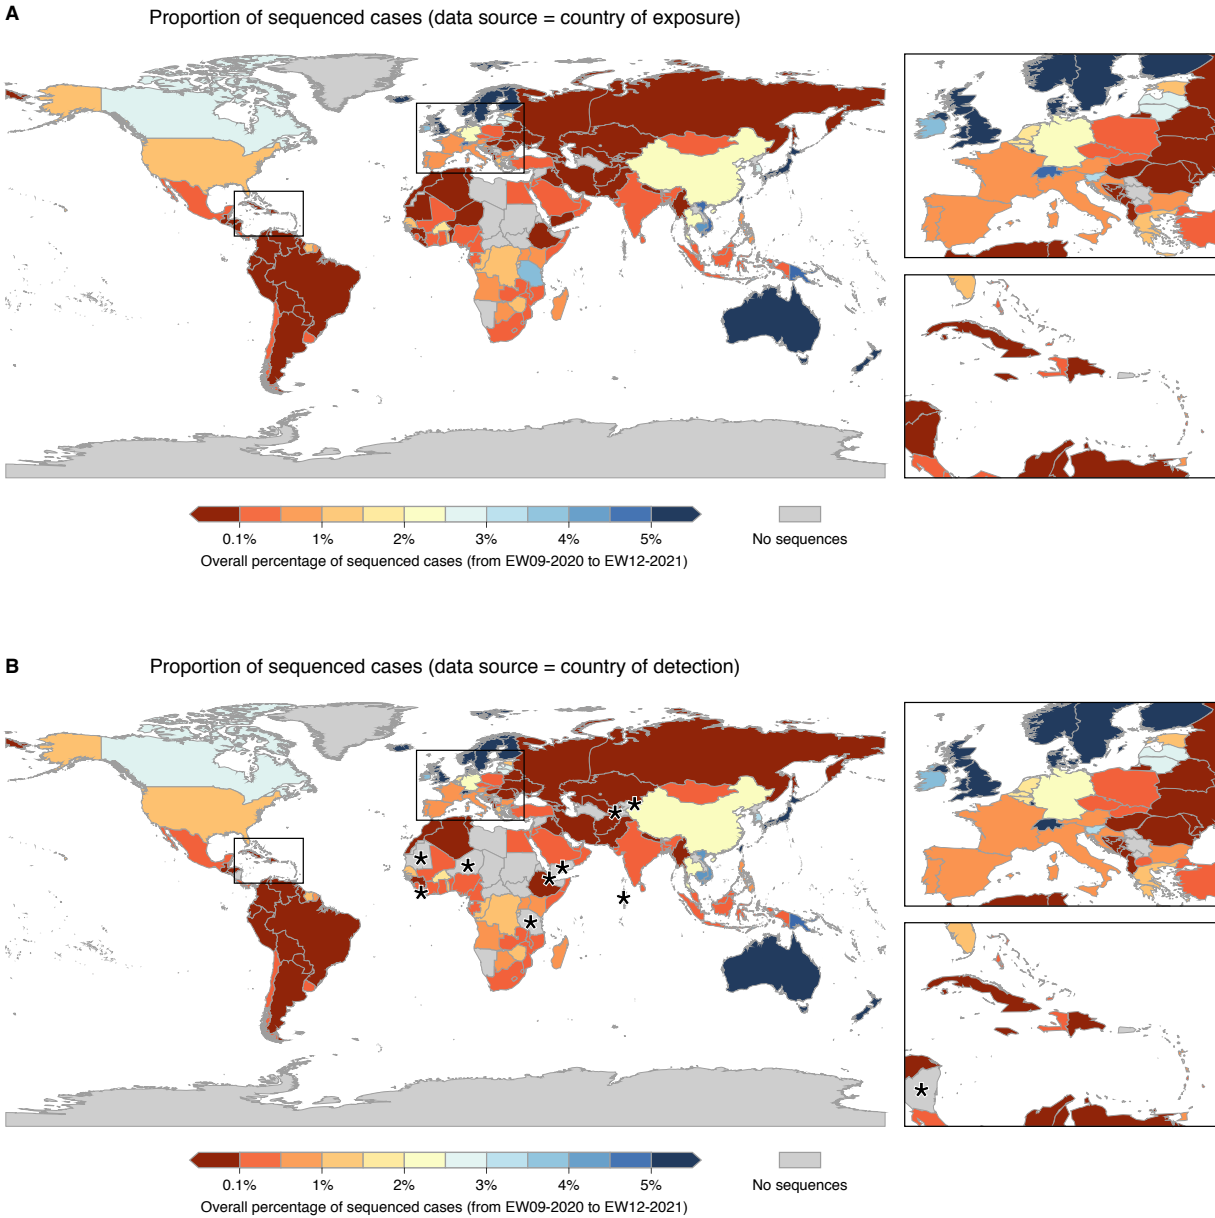 A
Proportion of sequenced cases (data source = country of exposure)
0.1% 1% 2% 3% 4% 5%
No sequences
Overall percentage of sequenced cases (from EW09-2020 to EW12-2021)
B
Proportion of sequenced cases (data source = country of detection)
0.1% 1% 2% 3% 4% 5%
No sequences
Overall percentage of sequenced cases (from EW09-2020 to EW12-2021)